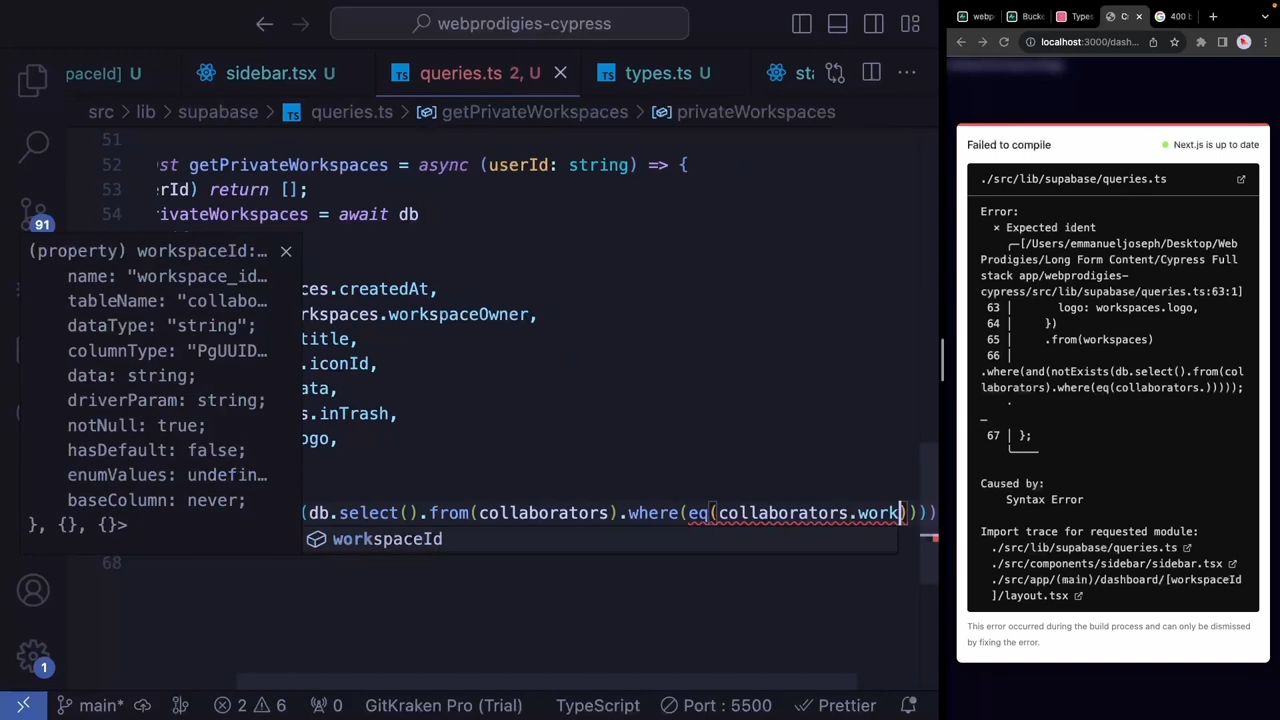 webprodigies-cypress
paceId] U
sidebar.tsx U
queries.ts 2, U
types.ts U
sta
src
lib
supabase
queries.ts
getPrivateWorkspaces
privateWorkspaces
51
52 st getPrivateWorkspaces = async (userId: string) => {
53 erId) return [];
54 rivateWorkspaces = await db
(property) workspaceId:…
name: "workspace_id…
tableName: "collabo…
dataType: "string";
columnType: "PgUUID…
data: string;
driverParam: string;
notNull: true;
hasDefault: false;
enumValues: undefin…
baseColumn: never;
}, {}, {}>
es.createdAt,
rkspaces.workspaceOwner,
title,
.iconId,
ata,
s.inTrash,
ogo,
(db.select().from(collaborators).where(eq(collaborators.work))))
workspaceId
68
91
1
main*
2
6
0
GitKraken Pro (Trial)
TypeScript
Port : 5500
Prettier
webp
Bucke
Types
C
400 b
localhost:3000/dash…
Failed to compile
Next.js is up to date
./src/lib/supabase/queries.ts
Error:
× Expected ident
╭─[/Users/emmanueljoseph/Desktop/Web
Prodigies/Long Form Content/Cypress Full
stack app/webprodigies-
cypress/src/lib/supabase/queries.ts:63:1]
63 | logo: workspaces.logo,
64 | })
65 | .from(workspaces)
66 |
.where(and(notExists(db.select().from(col
laborators).where(eq(collaborators.)))));
·
─
67 | };
╰────
Caused by:
Syntax Error
Import trace for requested module:
./src/lib/supabase/queries.ts
./src/components/sidebar/sidebar.tsx
./src/app/(main)/dashboard/[workspaceId
]/layout.tsx
This error occurred during the build process and can only be dismissed
by fixing the error.